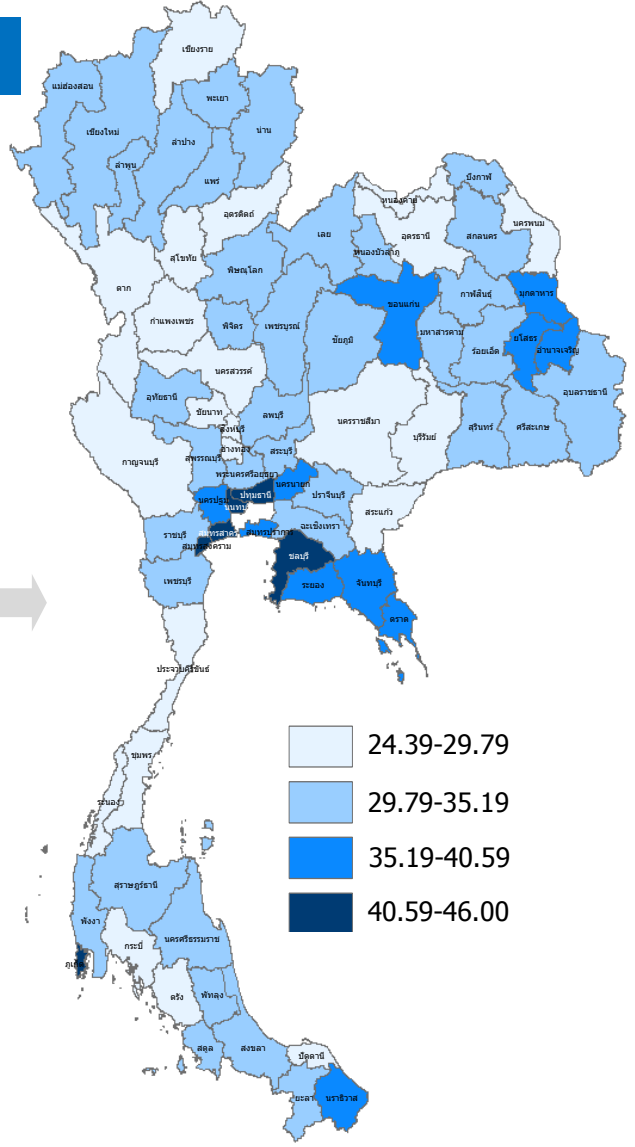 เชียงราย
แม่ฮ่องสอน
พะเยา
เชียงใหม่
น่าน
ลำปาง
ลำพูน
แพร่
บึงกาฬ
หนองคาย
อุตรดิตถ์
นครพนม
เลย
อุดรธานี
สกลนคร
หนองบัวลำภู
สุโขทัย
พิษณุโลก
ตาก
กาฬสินธุ์
มุกดาหาร
ขอนแก่น
กำแพงเพชร
พิจิตร
เพชรบูรณ์
มหาสารคาม
ชัยภูมิ
ยโสธร
ร้อยเอ็ด
อำนาจเจริญ
นครสวรรค์
อุบลราชธานี
อุทัยธานี
ชัยนาท
ลพบุรี
นครราชสีมา
สิงห์บุรี
บุรีรัมย์
สุรินทร์
ศรีสะเกษ
อ่างทอง
สระบุรี
กาญจนบุรี
สุพรรณบุรี
พระนครศรีอยุธยา
นครนายก
ปทุมธานี
ปราจีนบุรี
นครปฐม
นนทบุรี
สระแก้ว
ฉะเชิงเทรา
ราชบุรี
สมุทรสาคร
สมุทรปราการ
สมุทรสงคราม
ชลบุรี
เพชรบุรี
ระยอง
จันทบุรี
ตราด
ประจวบคีรีขันธ์
24.39-29.79
ชุมพร
29.79-35.19
ระนอง
35.19-40.59
สุราษฎร์ธานี
40.59-46.00
พังงา
นครศรีธรรมราช
กระบี่
ภูเก็ต
ตรัง
พัทลุง
สตูล
สงขลา
ปัตตานี
ยะลา
นราธิวาส